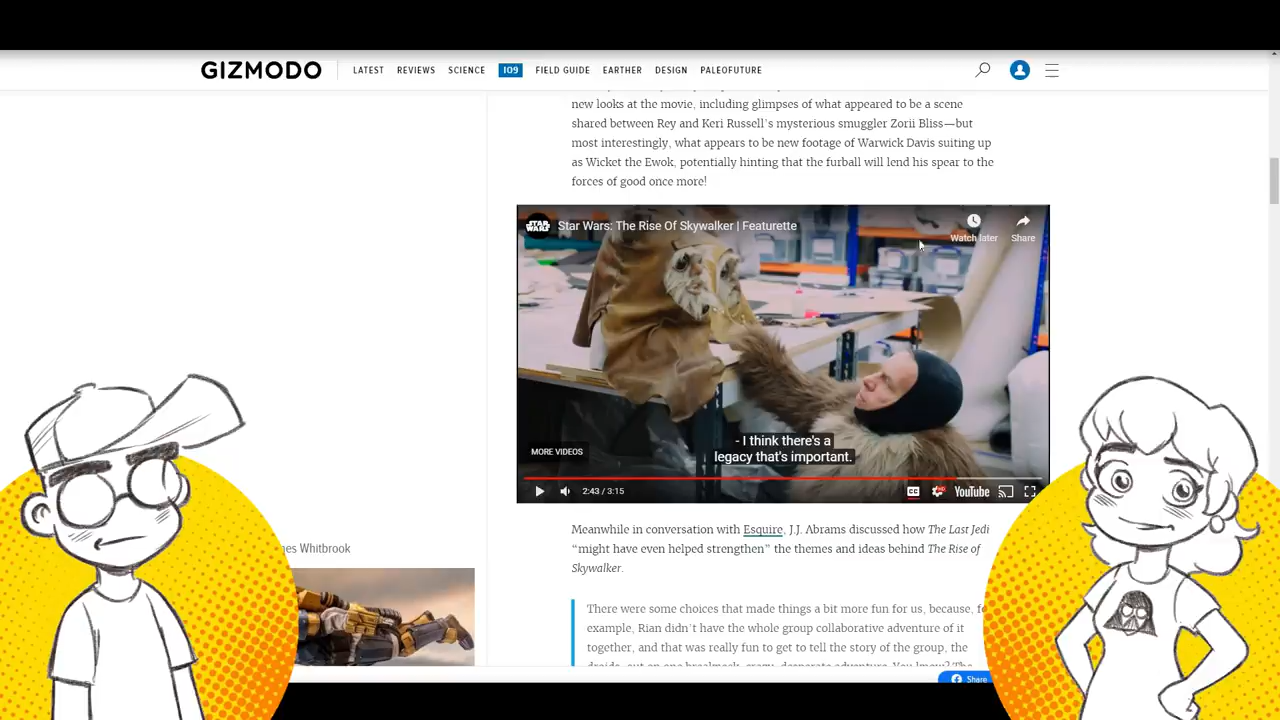 GIZMODO
LATEST REVIEWS SCIENCE IO9 FIELD GUIDE EARTHER DESIGN PALEOFUTURE
new looks at the movie, including glimpses of what appeared to be a scene
shared between Rey and Keri Russell's mysterious smuggler Zorii Bliss—but
most interestingly, what appears to be new footage of Warwick Davis suiting up
as Wicket the Ewok, potentially hinting that the furball will lend his spear to the
forces of good once more!
STAR WARS
Star Wars: The Rise Of Skywalker | Featurette
Watch later
Share
- I think there's a
legacy that's important.
MORE VIDEOS
2:43 / 3:15
CC
HD
YouTube
Meanwhile in conversation with Esquire, J.J. Abrams discussed how The Last Jedi
"might have even helped strengthen" the themes and ideas behind The Rise of
Skywalker.
mes Whitbrook
There were some choices that made things a bit more fun for us, because,
example, Rian didn't have the whole group collaborative adventure of it
together, and that was really fun to get to tell the story of the group, the
Share